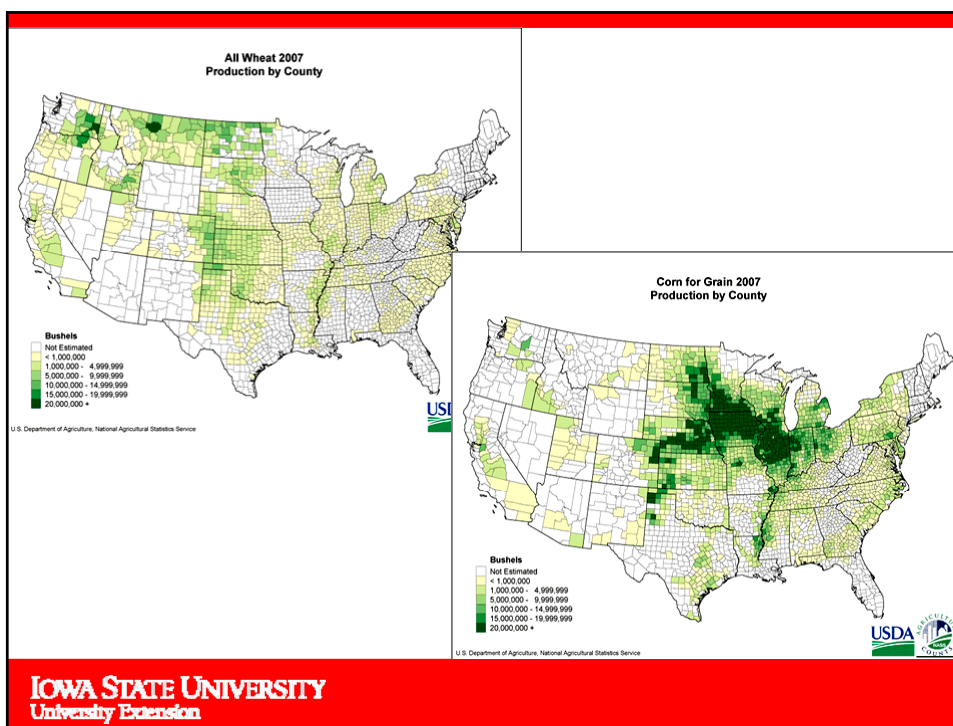 All Wheat 2007
Production by County
Bushels
Not Estimated
< 1,000,000
1,000,000 - 4,999,999
5,000,000 - 9,999,999
10,000,000 - 14,999,999
15,000,000 - 19,999,999
20,000,000 +
U.S. Department of Agriculture, National Agricultural Statistics Service
Corn for Grain 2007
Production by County
Bushels
Not Estimated
< 1,000,000
1,000,000 - 4,999,999
5,000,000 - 9,999,999
10,000,000 - 14,999,999
15,000,000 - 19,999,999
20,000,000 +
USDA
U.S. Department of Agriculture, National Agricultural Statistics Service
IOWA STATE UNIVERSITY
University Extension